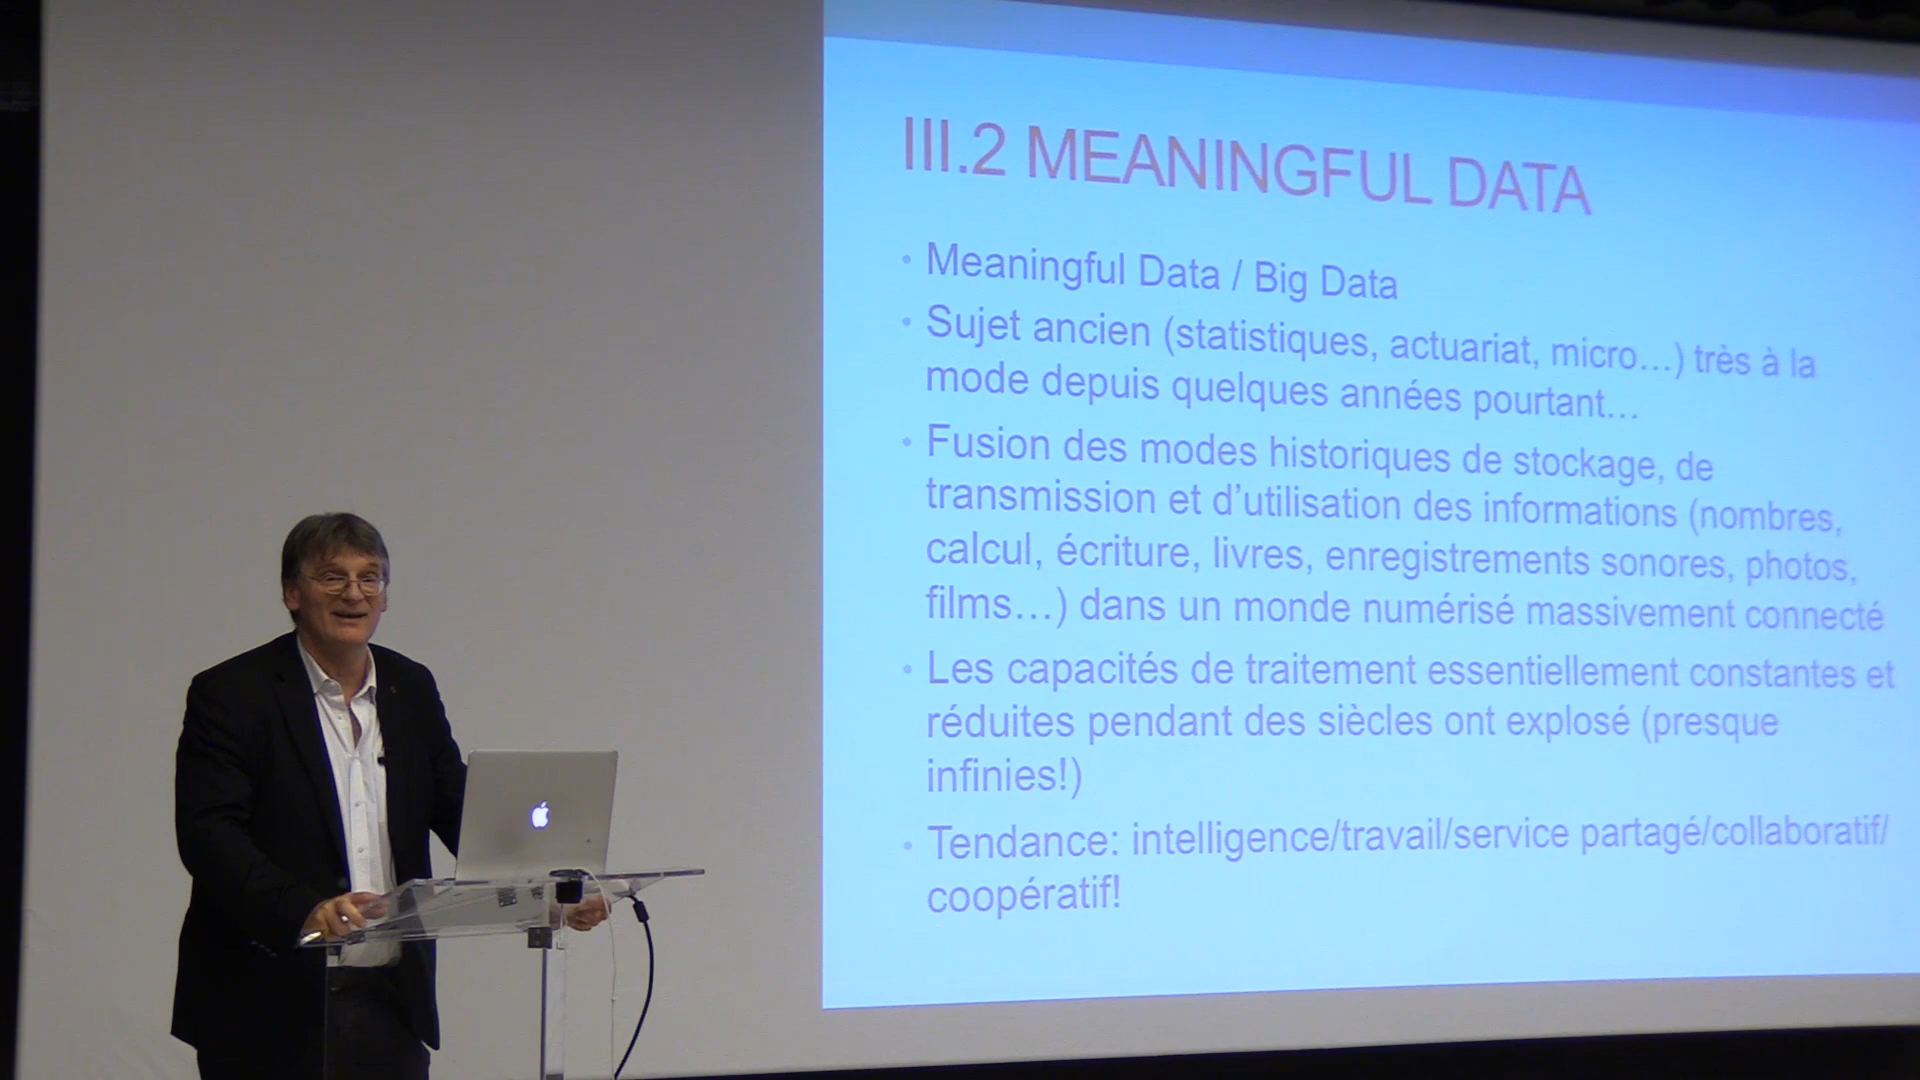 III.2 MEANINGFUL DATA
• Meaningful Data / Big Data
• Sujet ancien (statistiques, actuariat, micro…) très à la
mode depuis quelques années pourtant…
• Fusion des modes historiques de stockage, de
transmission et d’utilisation des informations (nombres,
calcul, écriture, livres, enregistrements sonores, photos,
films…) dans un monde numérisé massivement connecté
• Les capacités de traitement essentiellement constantes et
réduites pendant des siècles ont explosé (presque
infinies!)
• Tendance: intelligence/travail/service partagé/collaboratif/
coopératif!